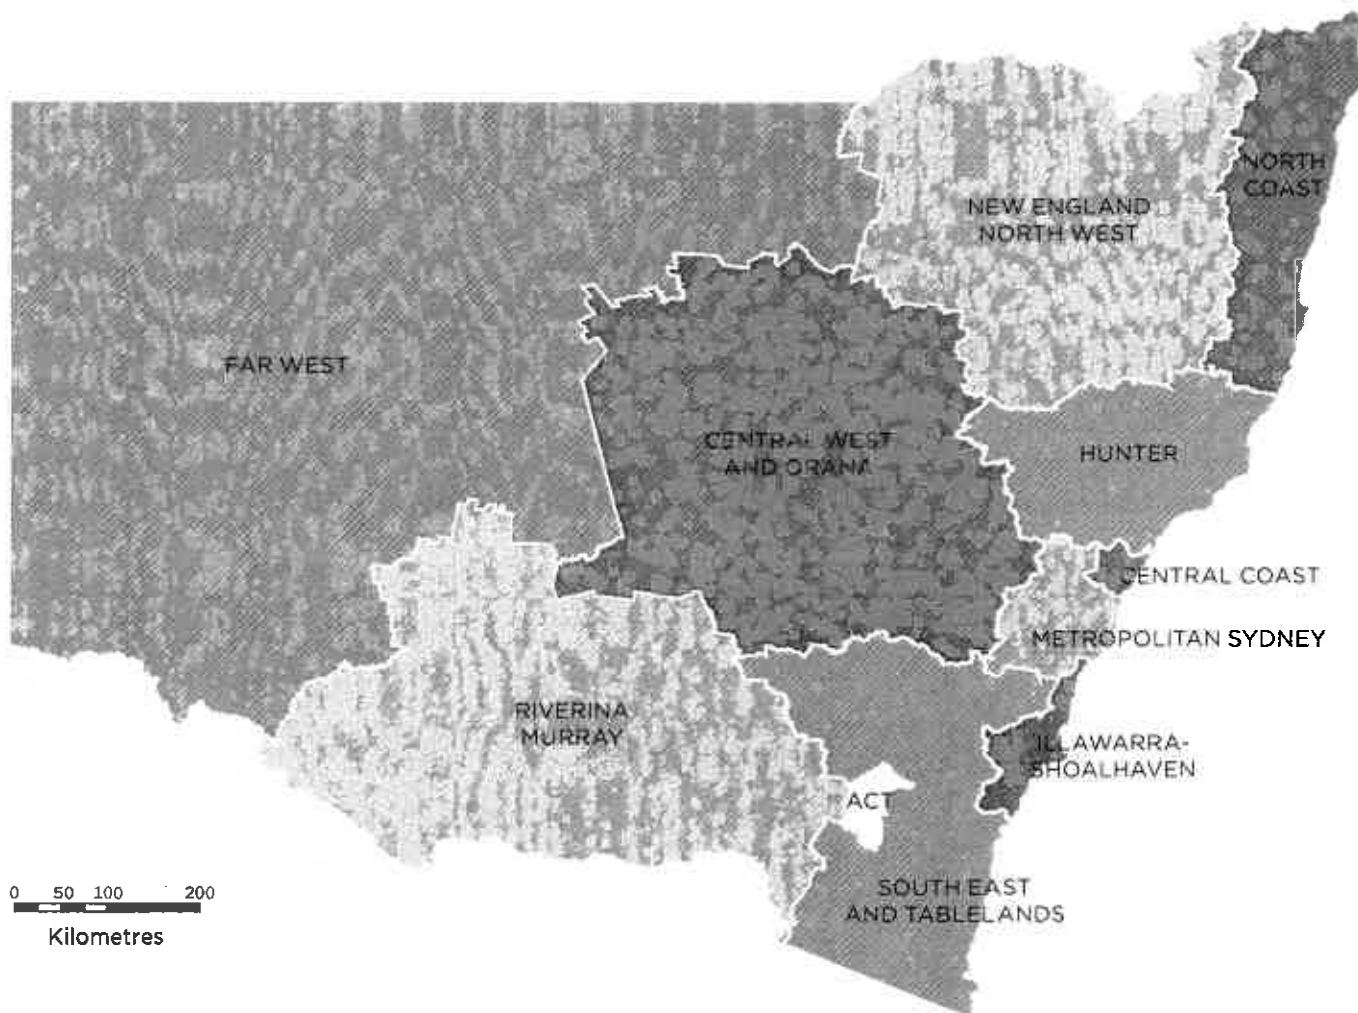 NORTH
COAST
NEW ENGLAND
NORTH WEST
FAR WEST
CENTRAL WEST
AND ORANA
HUNTER
CENTRAL COAST
METROPOLITAN SYDNEY
RIVERINA
MURRAY
ILLAWARRA-
SHOALHAVEN
ACT
SOUTH EAST
AND TABLELANDS
0 50 100 200
Kilometres